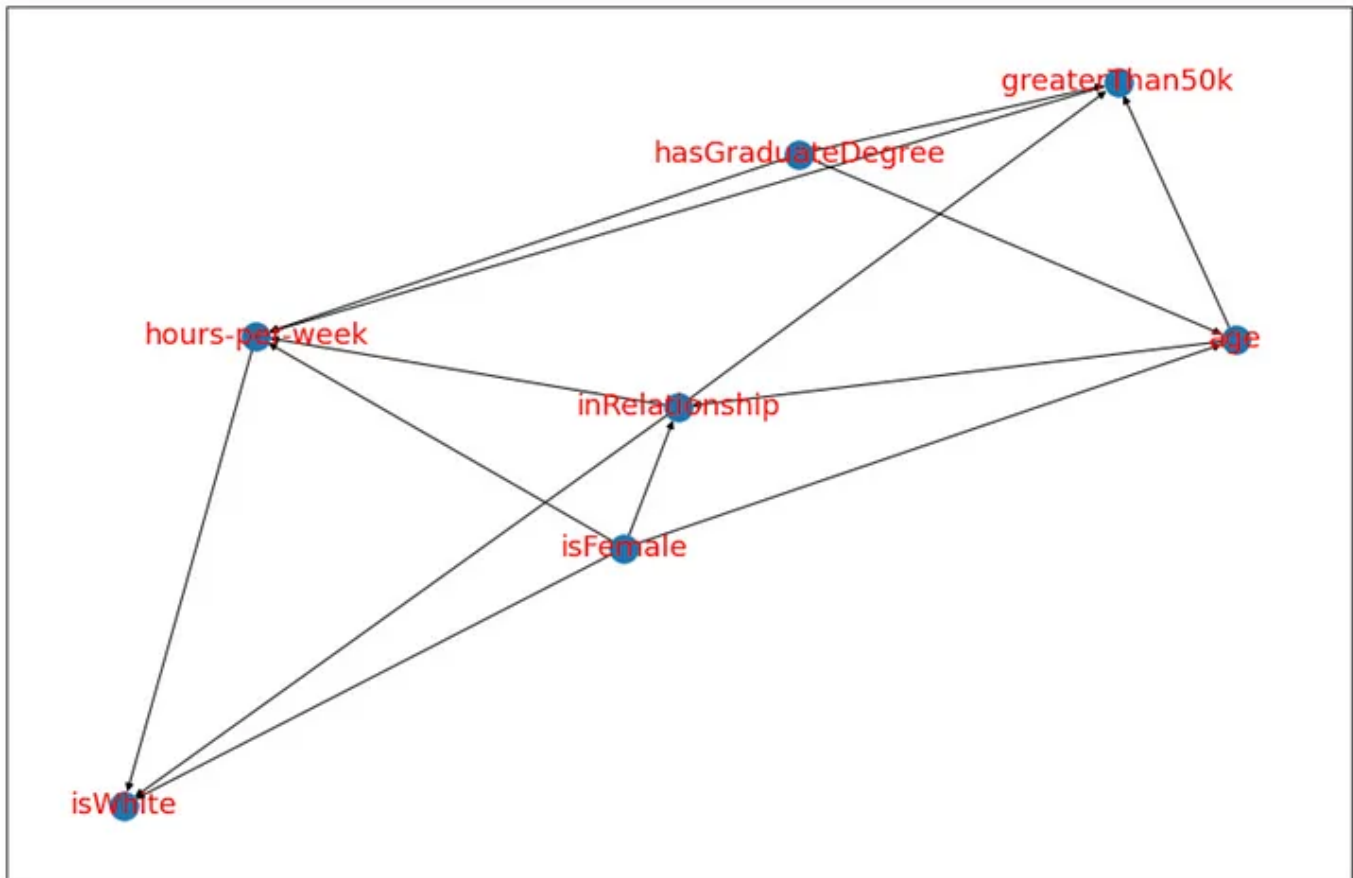 greaterThan50k
hasGraduateDegree
hours-per-week
age
inRelationship
isFemale
isWhite